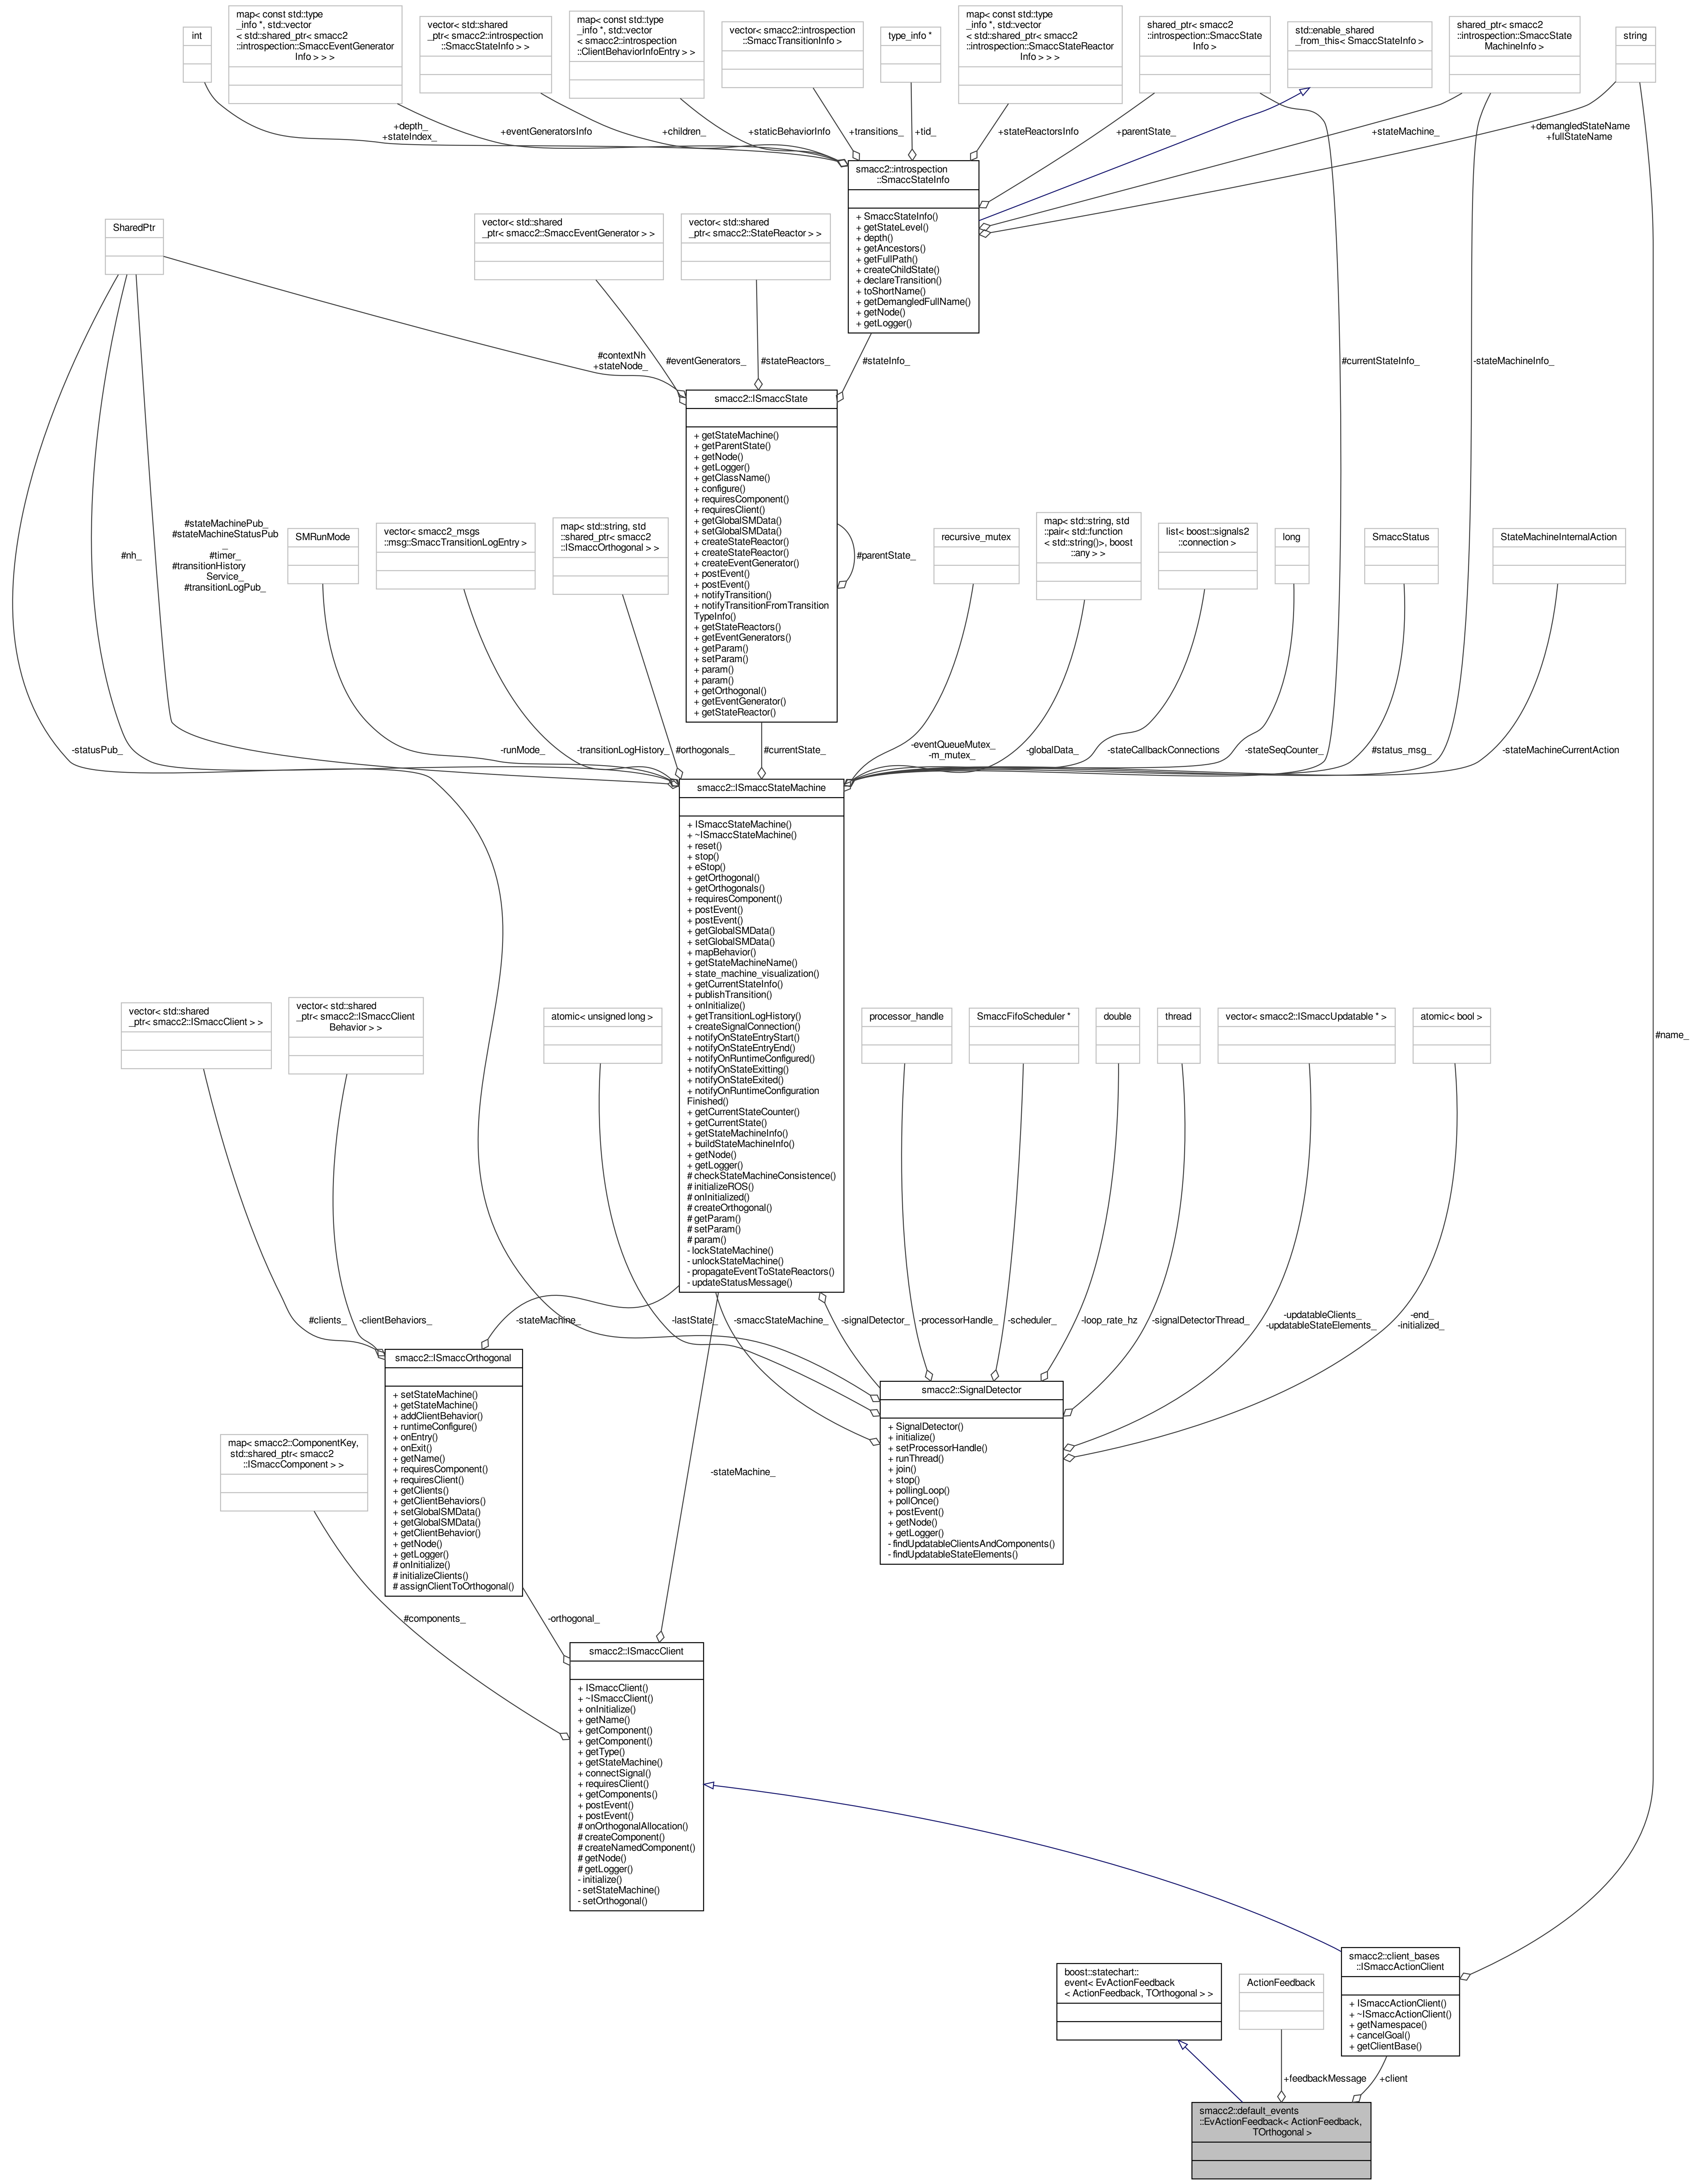 int
map< const std::type
_info *, std::vector
< std::shared_ptr< smacc2
::introspection::SmaccEventGenerator
Info > > >
vector< std::shared
_ptr< smacc2::introspection
::SmaccStateInfo > >
map< const std::type
_info *, std::vector
< smacc2::introspection
::ClientBehaviorInfoEntry > >
vector< smacc2::introspection
::SmaccTransitionInfo >
type_info *
map< const std::type
_info *, std::vector
< std::shared_ptr< smacc2
::introspection::SmaccStateReactor
Info > > >
shared_ptr< smacc2
::introspection::SmaccState
Info >
std::enable_shared
_from_this< SmaccStateInfo >
shared_ptr< smacc2
::introspection::SmaccState
MachineInfo >
string
+depth_
+stateIndex_
+eventGeneratorsInfo
+children_
+staticBehaviorInfo
+transitions_
+tid_
+stateReactorsInfo
+parentState_
+stateMachine_
+demangledStateName
+fullStateName
smacc2::introspection
::SmaccStateInfo
+ SmaccStateInfo()
+ getStateLevel()
+ depth()
+ getAncestors()
+ getFullPath()
+ createChildState()
+ declareTransition()
+ toShortName()
+ getDemangledFullName()
+ getNode()
+ getLogger()
SharedPtr
vector< std::shared
_ptr< smacc2::SmaccEventGenerator > >
vector< std::shared
_ptr< smacc2::StateReactor > >
#contextNh
+stateNode_
#eventGenerators_
#stateReactors_
#stateInfo_
#currentStateInfo_
-stateMachineInfo_
smacc2::ISmaccState
+ getStateMachine()
+ getParentState()
+ getNode()
+ getLogger()
+ getClassName()
+ configure()
+ requiresComponent()
+ requiresClient()
+ getGlobalSMData()
+ setGlobalSMData()
+ createStateReactor()
+ createStateReactor()
+ createEventGenerator()
+ postEvent()
+ postEvent()
+ notifyTransition()
+ notifyTransitionFromTransition
TypeInfo()
+ getStateReactors()
+ getEventGenerators()
+ getParam()
+ setParam()
+ param()
+ param()
+ getOrthogonal()
+ getEventGenerator()
+ getStateReactor()
#parentState_
#nh_
#stateMachinePub_
#stateMachineStatusPub
_
#timer_
#transitionHistory
Service_
#transitionLogPub_
SMRunMode
vector< smacc2_msgs
::msg::SmaccTransitionLogEntry >
map< std::string, std
::shared_ptr< smacc2
::ISmaccOrthogonal > >
recursive_mutex
map< std::string, std
::pair< std::function
< std::string()>, boost
::any > >
list< boost::signals2
::connection >
long
SmaccStatus
StateMachineInternalAction
-statusPub_
-runMode_
-transitionLogHistory_
#orthogonals_
#currentState_
-eventQueueMutex_
-m_mutex_
-globalData_
-stateCallbackConnections
-stateSeqCounter_
#status_msg_
-stateMachineCurrentAction
smacc2::ISmaccStateMachine
+ ISmaccStateMachine()
+ ~ISmaccStateMachine()
+ reset()
+ stop()
+ eStop()
+ getOrthogonal()
+ getOrthogonals()
+ requiresComponent()
+ postEvent()
+ postEvent()
+ getGlobalSMData()
+ setGlobalSMData()
+ mapBehavior()
+ getStateMachineName()
+ state_machine_visualization()
+ getCurrentStateInfo()
+ publishTransition()
+ onInitialize()
+ getTransitionLogHistory()
+ createSignalConnection()
+ notifyOnStateEntryStart()
+ notifyOnStateEntryEnd()
+ notifyOnRuntimeConfigured()
+ notifyOnStateExitting()
+ notifyOnStateExited()
+ notifyOnRuntimeConfiguration
Finished()
+ getCurrentStateCounter()
+ getCurrentState()
+ getStateMachineInfo()
+ buildStateMachineInfo()
+ getNode()
+ getLogger()
# checkStateMachineConsistence()
# initializeROS()
# onInitialized()
# createOrthogonal()
# getParam()
# setParam()
# param()
- lockStateMachine()
- unlockStateMachine()
- propagateEventToStateReactors()
- updateStatusMessage()
vector< std::shared
_ptr< smacc2::ISmaccClient > >
vector< std::shared
_ptr< smacc2::ISmaccClient
Behavior > >
atomic< unsigned long >
processor_handle
SmaccFifoScheduler *
double
thread
vector< smacc2::ISmaccUpdatable * >
atomic< bool >
#name_
#clients_
-clientBehaviors_
-stateMachine_
-lastState_
-smaccStateMachine_
-signalDetector_
-processorHandle_
-scheduler_
-loop_rate_hz
-signalDetectorThread_
-updatableClients_
-updatableStateElements_
-end_
-initialized_
smacc2::ISmaccOrthogonal
+ setStateMachine()
+ getStateMachine()
+ addClientBehavior()
+ runtimeConfigure()
+ onEntry()
+ onExit()
+ getName()
+ requiresComponent()
+ requiresClient()
+ getClients()
+ getClientBehaviors()
+ setGlobalSMData()
+ getGlobalSMData()
+ getClientBehavior()
+ getNode()
+ getLogger()
# onInitialize()
# initializeClients()
# assignClientToOrthogonal()
smacc2::SignalDetector
+ SignalDetector()
+ initialize()
+ setProcessorHandle()
+ runThread()
+ join()
+ stop()
+ pollingLoop()
+ pollOnce()
+ postEvent()
+ getNode()
+ getLogger()
- findUpdatableClientsAndComponents()
- findUpdatableStateElements()
map< smacc2::ComponentKey,
std::shared_ptr< smacc2
::ISmaccComponent > >
-stateMachine_
#components_
-orthogonal_
smacc2::ISmaccClient
+ ISmaccClient()
+ ~ISmaccClient()
+ onInitialize()
+ getName()
+ getComponent()
+ getComponent()
+ getType()
+ getStateMachine()
+ connectSignal()
+ requiresClient()
+ getComponents()
+ postEvent()
+ postEvent()
# onOrthogonalAllocation()
# createComponent()
# createNamedComponent()
# getNode()
# getLogger()
- initialize()
- setStateMachine()
- setOrthogonal()
smacc2::client_bases
::ISmaccActionClient
+ ISmaccActionClient()
+ ~ISmaccActionClient()
+ getNamespace()
+ cancelGoal()
+ getClientBase()
boost::statechart::
event< EvActionFeedback
< ActionFeedback, TOrthogonal > >
ActionFeedback
+feedbackMessage
+client
smacc2::default_events
::EvActionFeedback< ActionFeedback,
TOrthogonal >